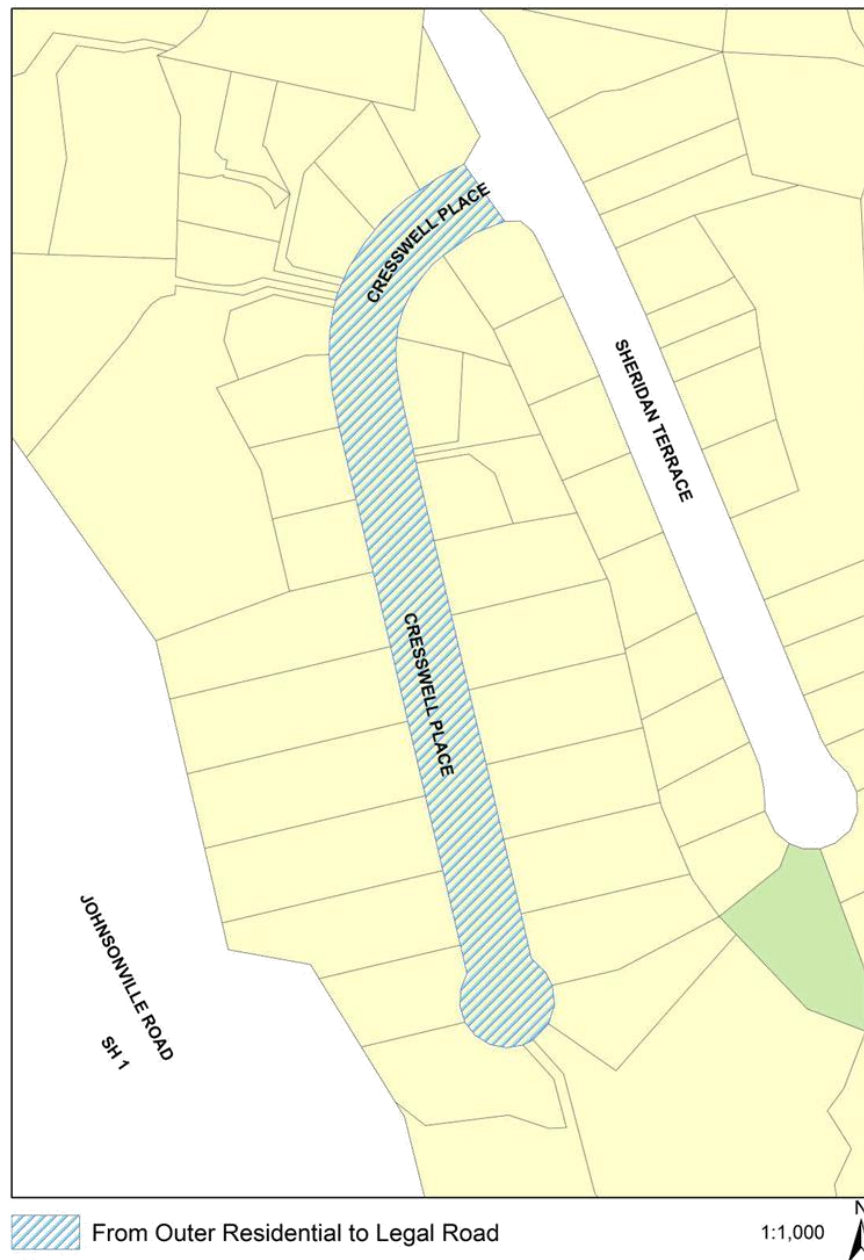 CRESSWELL PLACE
SHERIDAN TERRACE
CRESSWELL PLACE
JOHNSONVILLE ROAD
SH 1
From Outer Residential to Legal Road
1:1,000
N